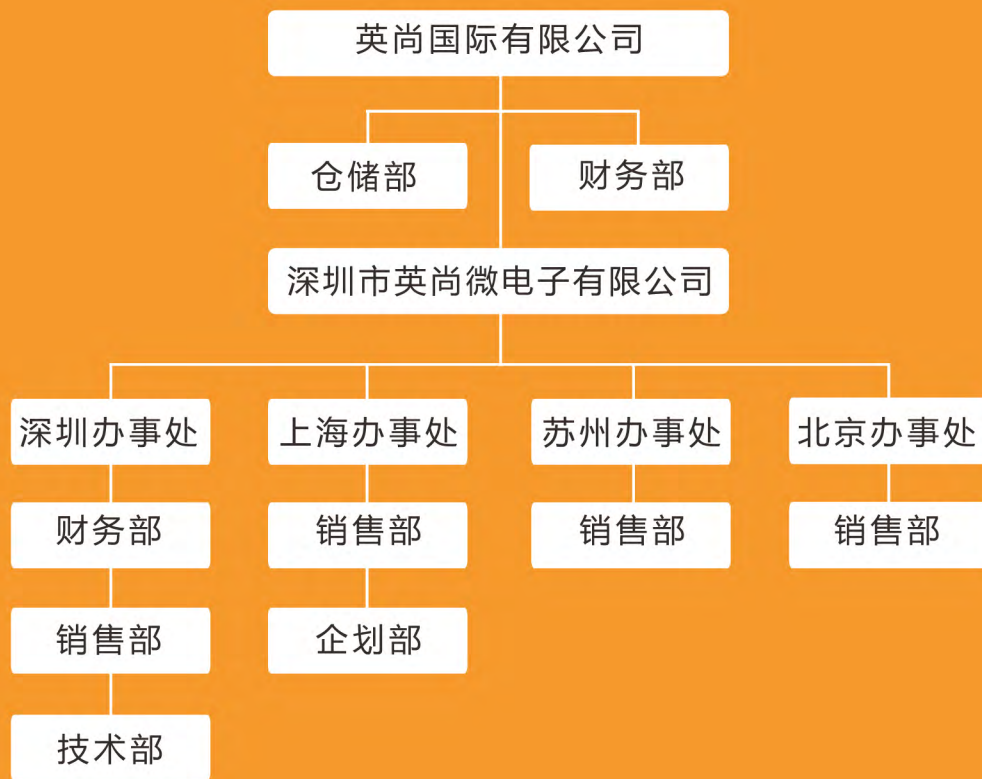 英尚国际有限公司
仓储部
财务部
深圳市英尚微电子有限公司
深圳办事处
上海办事处
苏州办事处
北京办事处
财务部
销售部
销售部
销售部
销售部
企划部
技术部